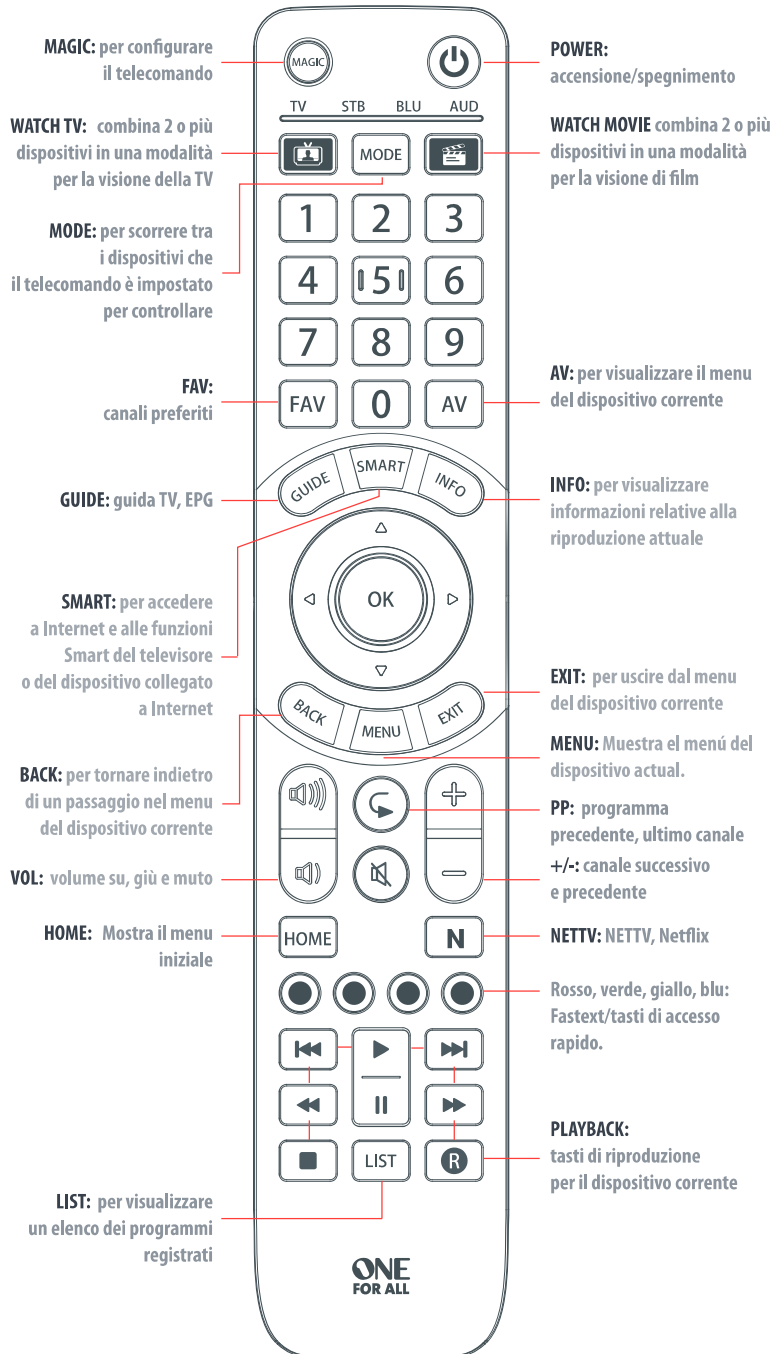 MAGIC: per configurare
il telecomando
WATCH TV: combina 2 o più
dispositivi in una modalità
per la visione della TV
MODE: per scorrere tra
i dispositivi che
il telecomando è impostato
per controllare
FAV:
canali preferiti
GUIDE: guida TV, EPG
SMART: per accedere
a Internet e alle funzioni
Smart del televisore
o del dispositivo collegato
a Internet
BACK: per tornare indietro
di un passaggio nel menu
del dispositivo corrente
VOL: volume su, giù e muto
HOME: Mostra il menu
iniziale
LIST: per visualizzare
un elenco dei programmi
registrati
MAGIC
TV STB BLU AUD
MODE
1 2 3
4 5 6
7 8 9
FAV 0 AV
GUIDE SMART INFO
OK
BACK MENU EXIT
HOME N
LIST R
ONE
FOR ALL
POWER:
accensione/spegnimento
WATCH MOVIE combina 2 o più
dispositivi in una modalità
per la visione di film
AV: per visualizzare il menu
del dispositivo corrente
INFO: per visualizzare
informazioni relative alla
riproduzione attuale
EXIT: per uscire dal menu
del dispositivo corrente
MENU: Muestra el menú del
dispositivo actual.
PP: programma
precedente, ultimo canale
+/-: canale successivo
e precedente
NETTV: NETTV, Netflix
Rosso, verde, giallo, blu:
Fastext/tasti di accesso
rapido.
PLAYBACK:
tasti di riproduzione
per il dispositivo corrente